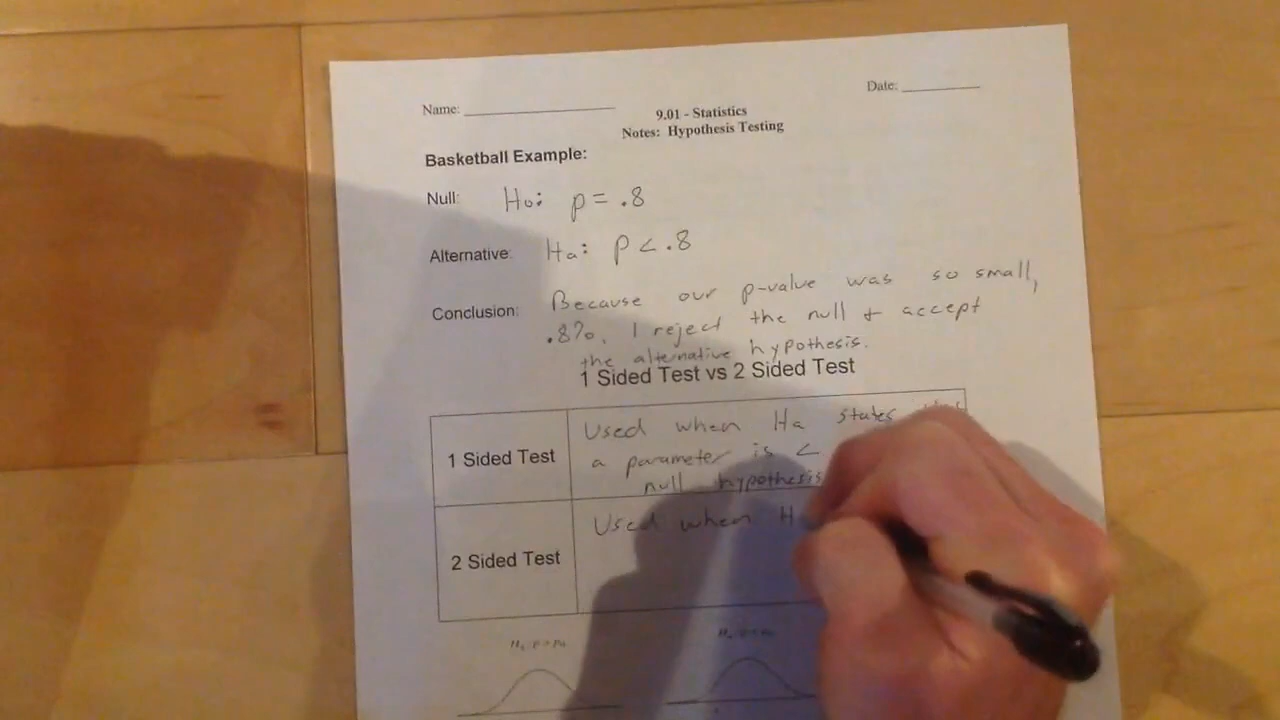 Name: ____________ Date: ________
9.01 - Statistics
Notes: Hypothesis Testing
Basketball Example:
Null: Ho: p = .8
Alternative: Ha: p < .8
Conclusion: Because our p-value was so small,
.8%, I reject the null + accept
the alternative hypothesis.
1 Sided Test vs 2 Sided Test
1 Sided Test
Used when Ha states
a parameter is <
null hypothesis
2 Sided Test
Used when H